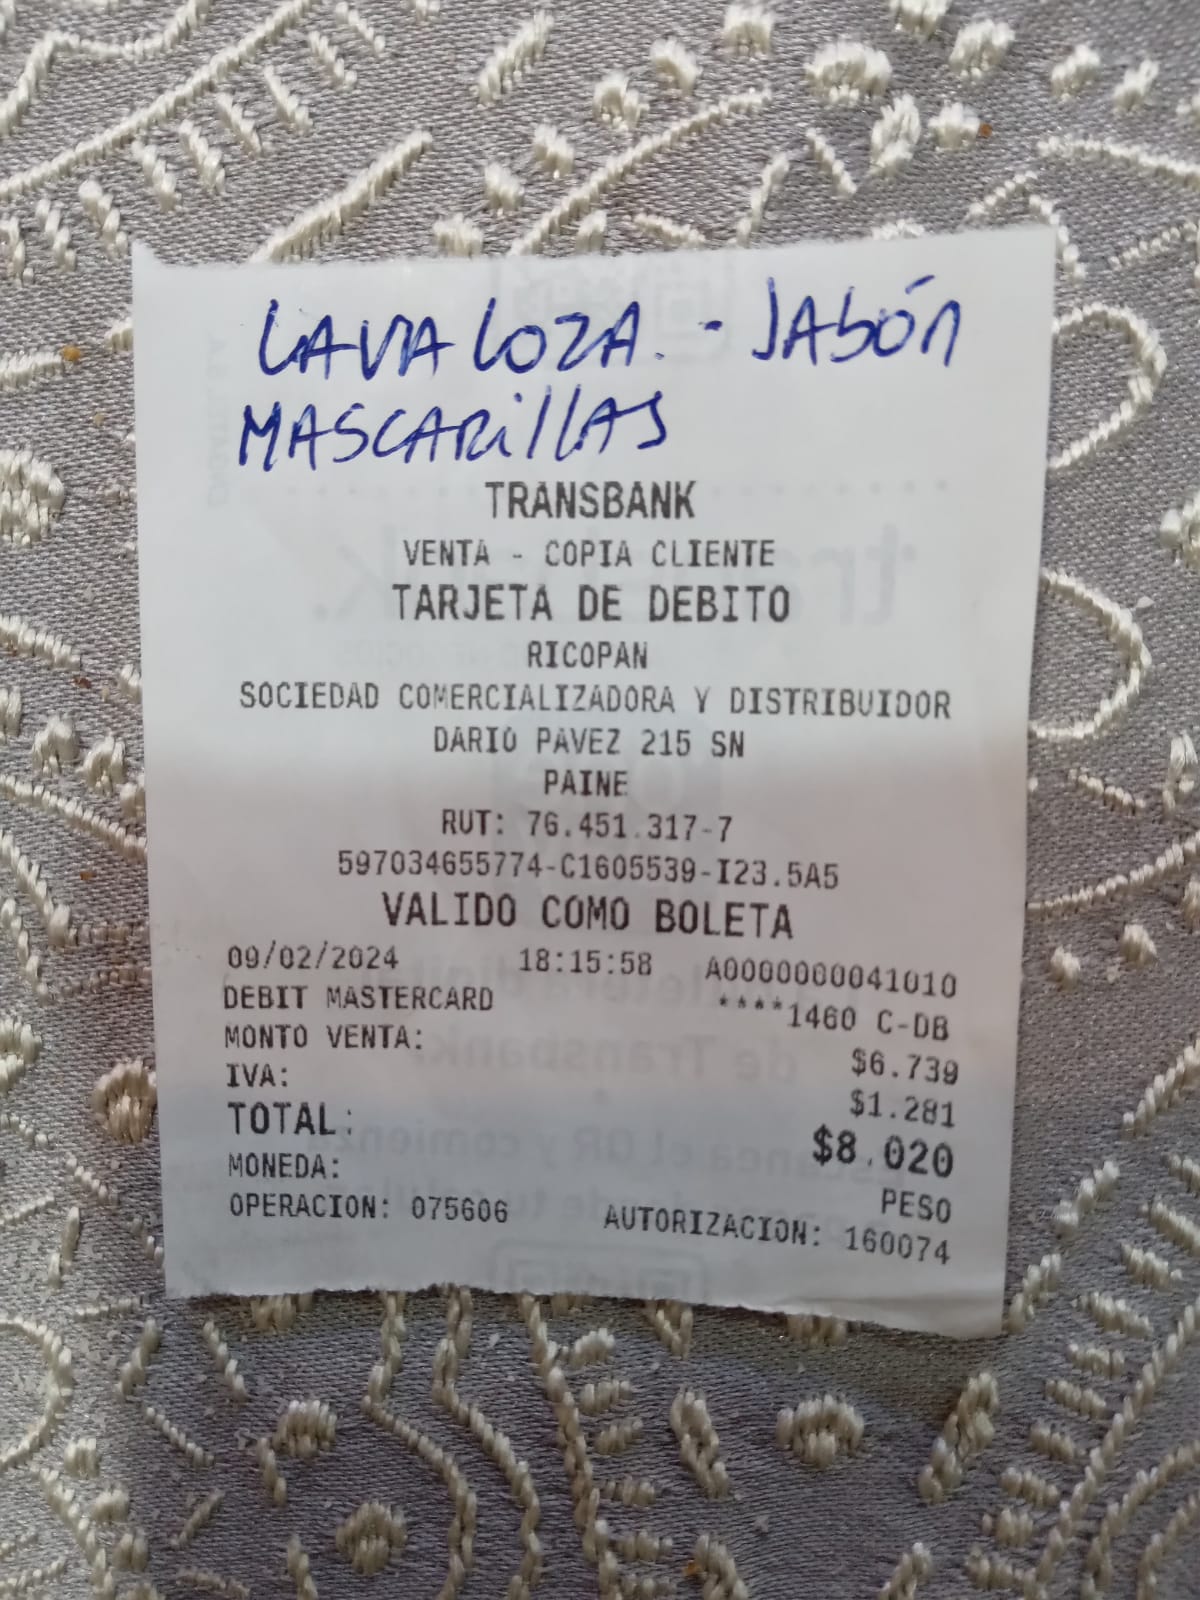 LAVALOZA. - JABÓN
MASCARILLAS
TRANSBANK
VENTA - COPIA CLIENTE
TARJETA DE DEBITO
RICOPAN
SOCIEDAD COMERCIALIZADORA Y DISTRIBUIDOR
DARIO PAVEZ 215 SN
PAINE
RUT: 76.451.317-7
597034655774-C1605539-I23.5A5
VALIDO COMO BOLETA
09/02/2024 18:15:58 A0000000041010
DEBIT MASTERCARD ****1460 C-DB
MONTO VENTA: $6.739
IVA: $1.281
TOTAL: $8.020
MONEDA: PESO
OPERACION: 075606 AUTORIZACION: 160074